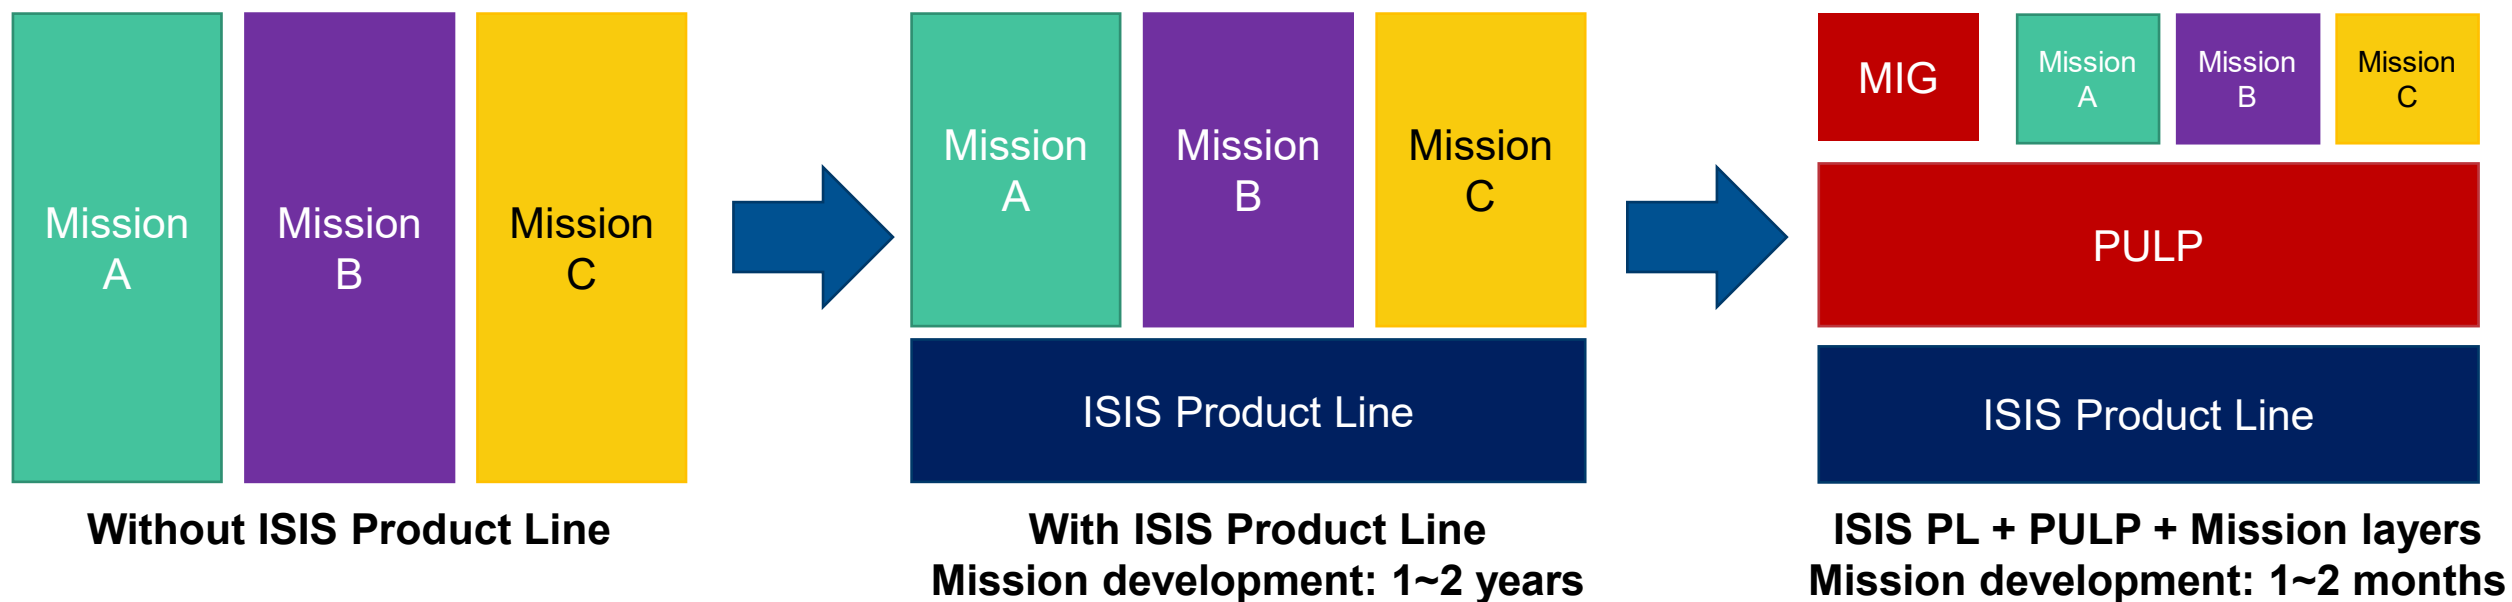 Mission
A
Mission
B
Mission
C
Without ISIS Product Line
Mission
A
Mission
B
Mission
C
ISIS Product Line
With ISIS Product Line
Mission development: 1~2 years
MIG
Mission
A
Mission
B
Mission
C
PULP
ISIS Product Line
ISIS PL + PULP + Mission layers
Mission development: 1~2 months